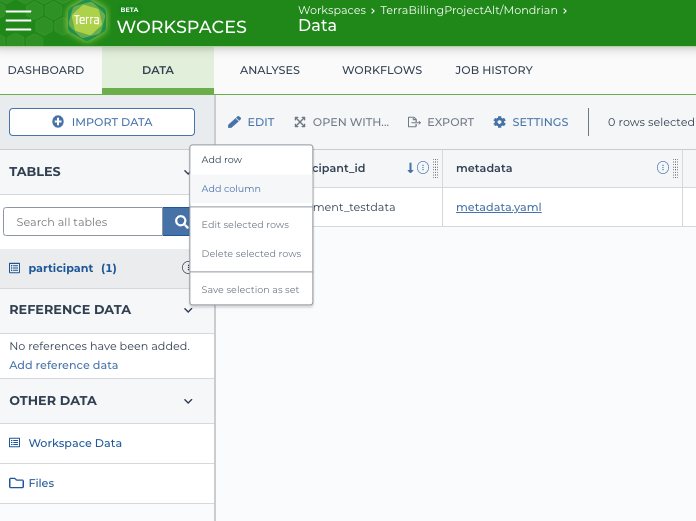 BETA
Terra
WORKSPACES
Workspaces › TerraBillingProjectAlt/Mondrian ›
Data
DASHBOARD
DATA
ANALYSES
WORKFLOWS
JOB HISTORY
IMPORT DATA
EDIT
OPEN WITH...
EXPORT
SETTINGS
0 rows selected
TABLES
Search all tables
participant (1)
REFERENCE DATA
No references have been added.
Add reference data
OTHER DATA
Workspace Data
Files
Add row
Add column
Edit selected rows
Delete selected rows
Save selection as set
cipant_id
metadata
ment_testdata
metadata.yaml